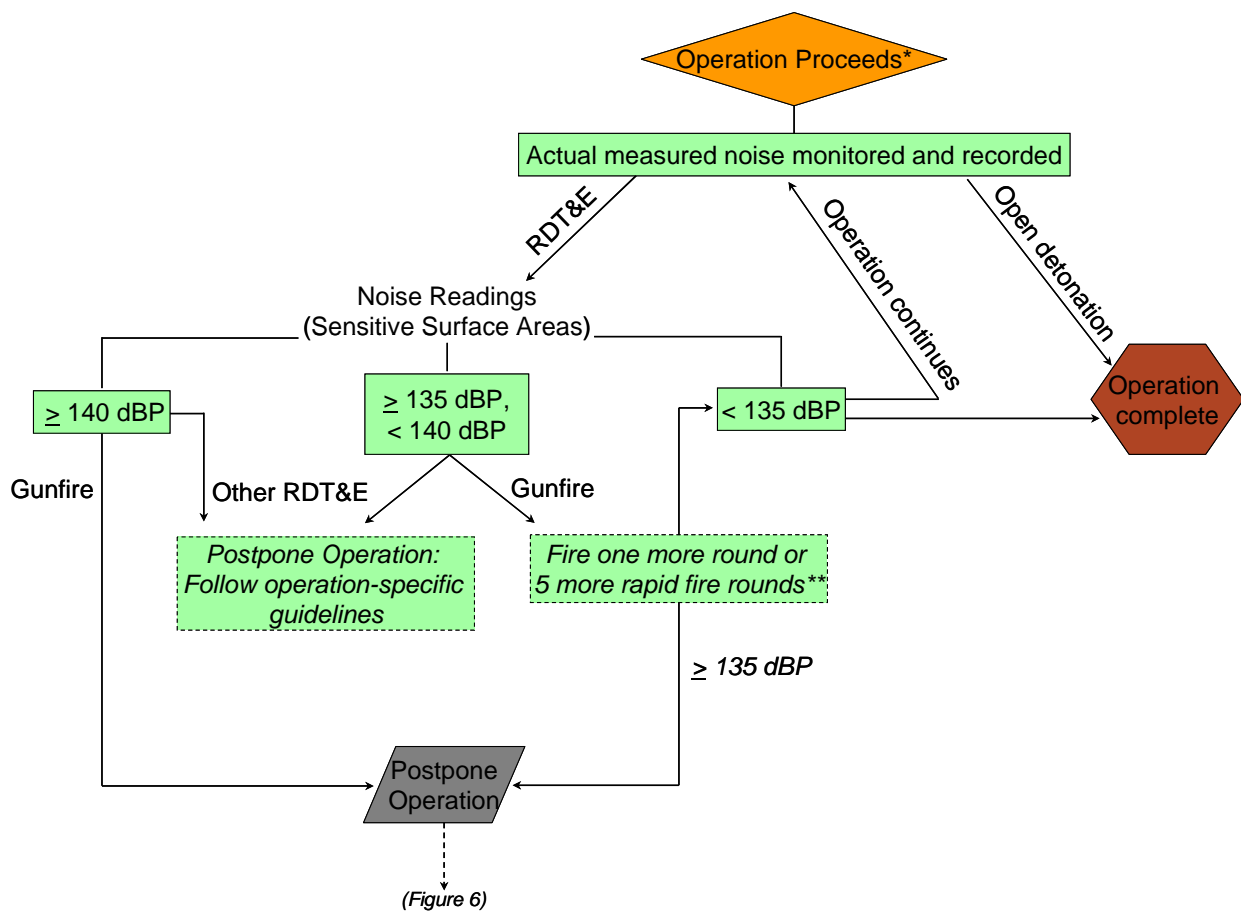 Operation Proceeds*
Actual measured noise monitored and recorded
RDT&E
Operation continues
Open detonation
Noise Readings
(Sensitive Surface Areas)
≥ 140 dBP
≥ 135 dBP,
< 140 dBP
< 135 dBP
Operation
complete
Gunfire
Other RDT&E
Gunfire
Postpone Operation:
Follow operation-specific
guidelines
Fire one more round or
5 more rapid fire rounds**
≥ 135 dBP
Postpone
Operation
(Figure 6)